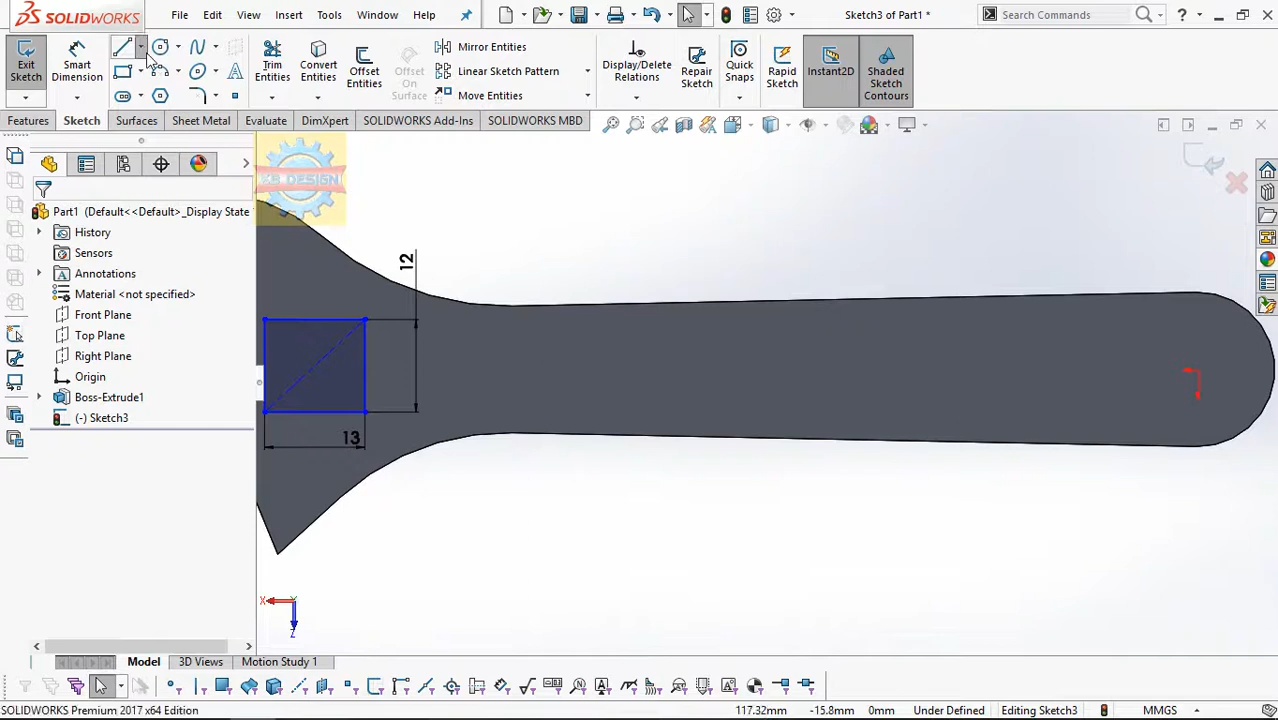 SOLIDWORKS
File
Edit
View
Insert
Tools
Window
Help
Sketch3 of Part1 *
Search Commands
Exit Sketch
Smart Dimension
Trim Entities
Convert Entities
Offset Entities
Offset On Surface
Mirror Entities
Linear Sketch Pattern
Move Entities
Display/Delete Relations
Repair Sketch
Quick Snaps
Rapid Sketch
Instant2D
Shaded Sketch Contours
Features
Sketch
Surfaces
Sheet Metal
Evaluate
DimXpert
SOLIDWORKS Add-Ins
SOLIDWORKS MBD
Part1 (Default<<Default>_Display State
History
Sensors
Annotations
Material <not specified>
Front Plane
Top Plane
Right Plane
Origin
Boss-Extrude1
(-) Sketch3
DESIGN
12
13
X
Z
Model
3D Views
Motion Study 1
SOLIDWORKS Premium 2017 x64 Edition
117.32mm
-15.8mm
0mm
Under Defined
Editing Sketch3
MMGS